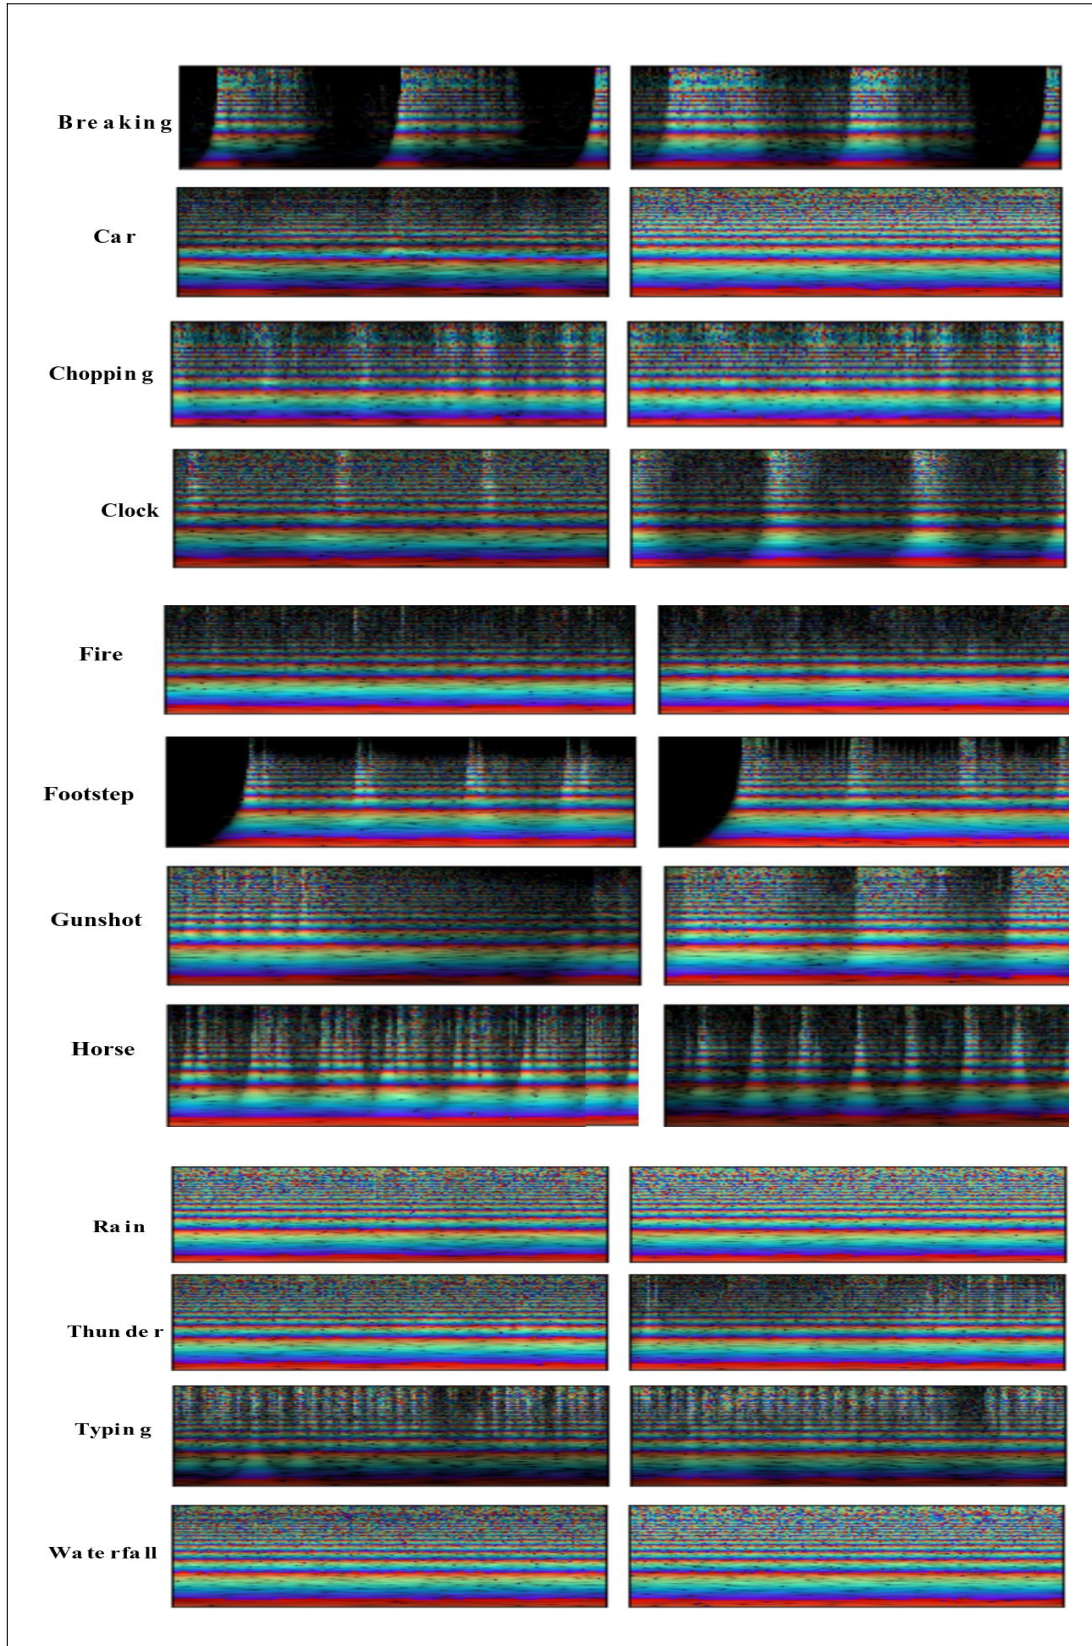 Breaking
Car
Chopping
Clock
Fire
Footstep
Gunshot
Horse
Rain
Thunder
Typing
Waterfall